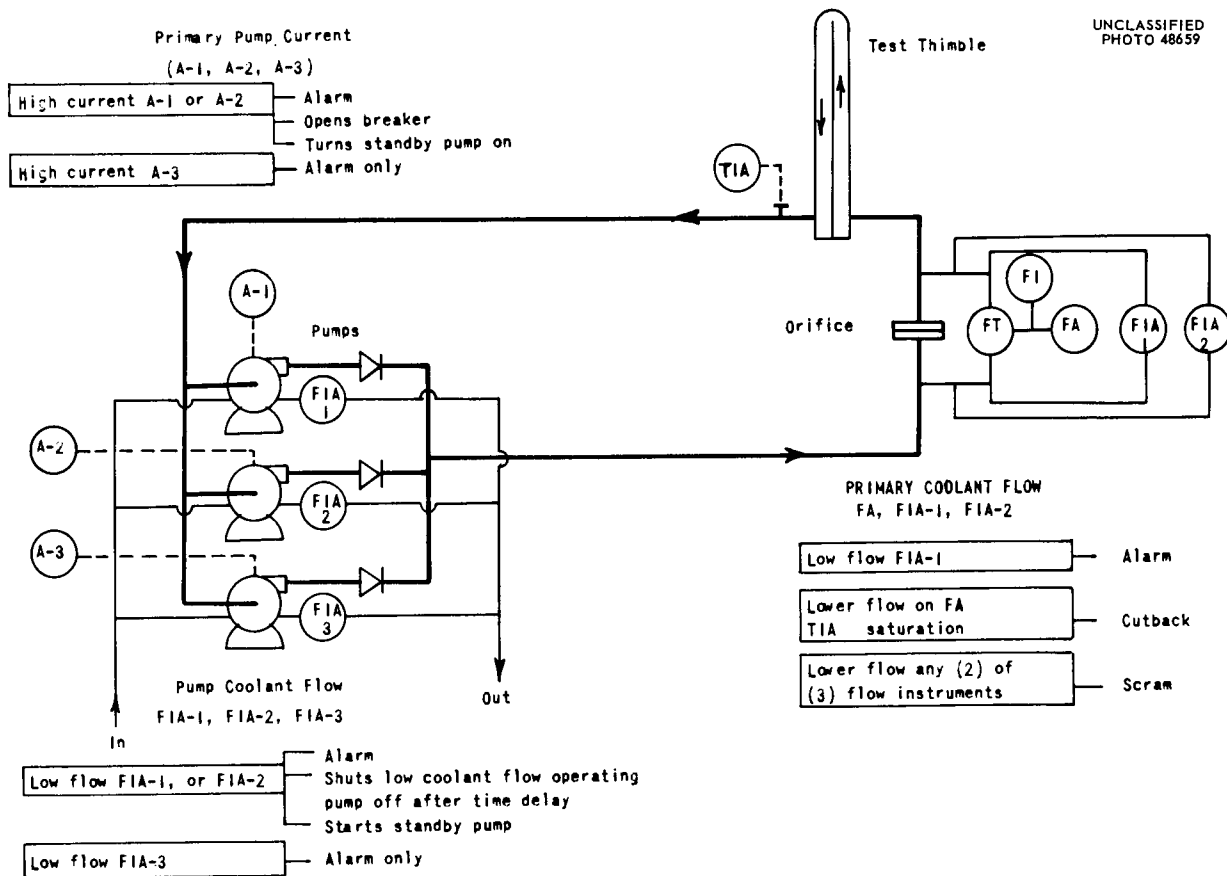 UNCLASSIFIED
PHOTO 48659
Primary Pump Current
(A-1, A-2, A-3)
High current A-1 or A-2
Alarm
Opens breaker
Turns standby pump on
High current A-3
Alarm only
Test Thimble
TIA
A-1
Pumps
FIA
1
A-2
FIA
2
A-3
FIA
3
Orifice
FI
FT
FA
FIA
1
FIA
2
Pump Coolant Flow
FIA-1, FIA-2, FIA-3
In
Out
Low flow FIA-1, or FIA-2
Alarm
Shuts low coolant flow operating
pump off after time delay
Starts standby pump
Low flow FIA-3
Alarm only
PRIMARY COOLANT FLOW
FA, FIA-1, FIA-2
Low flow FIA-1
Alarm
Lower flow on FA
TIA saturation
Cutback
Lower flow any (2) of
(3) flow instruments
Scram